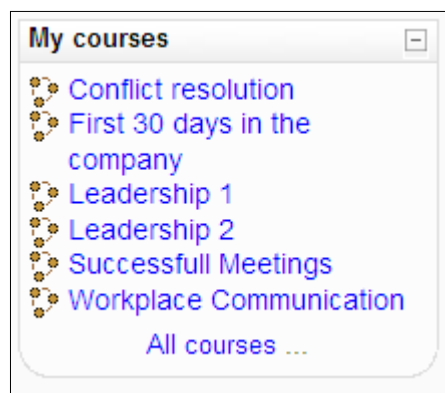 My courses
Conflict resolution
First 30 days in the
company
Leadership 1
Leadership 2
Successfull Meetings
Workplace Communication
All courses ...